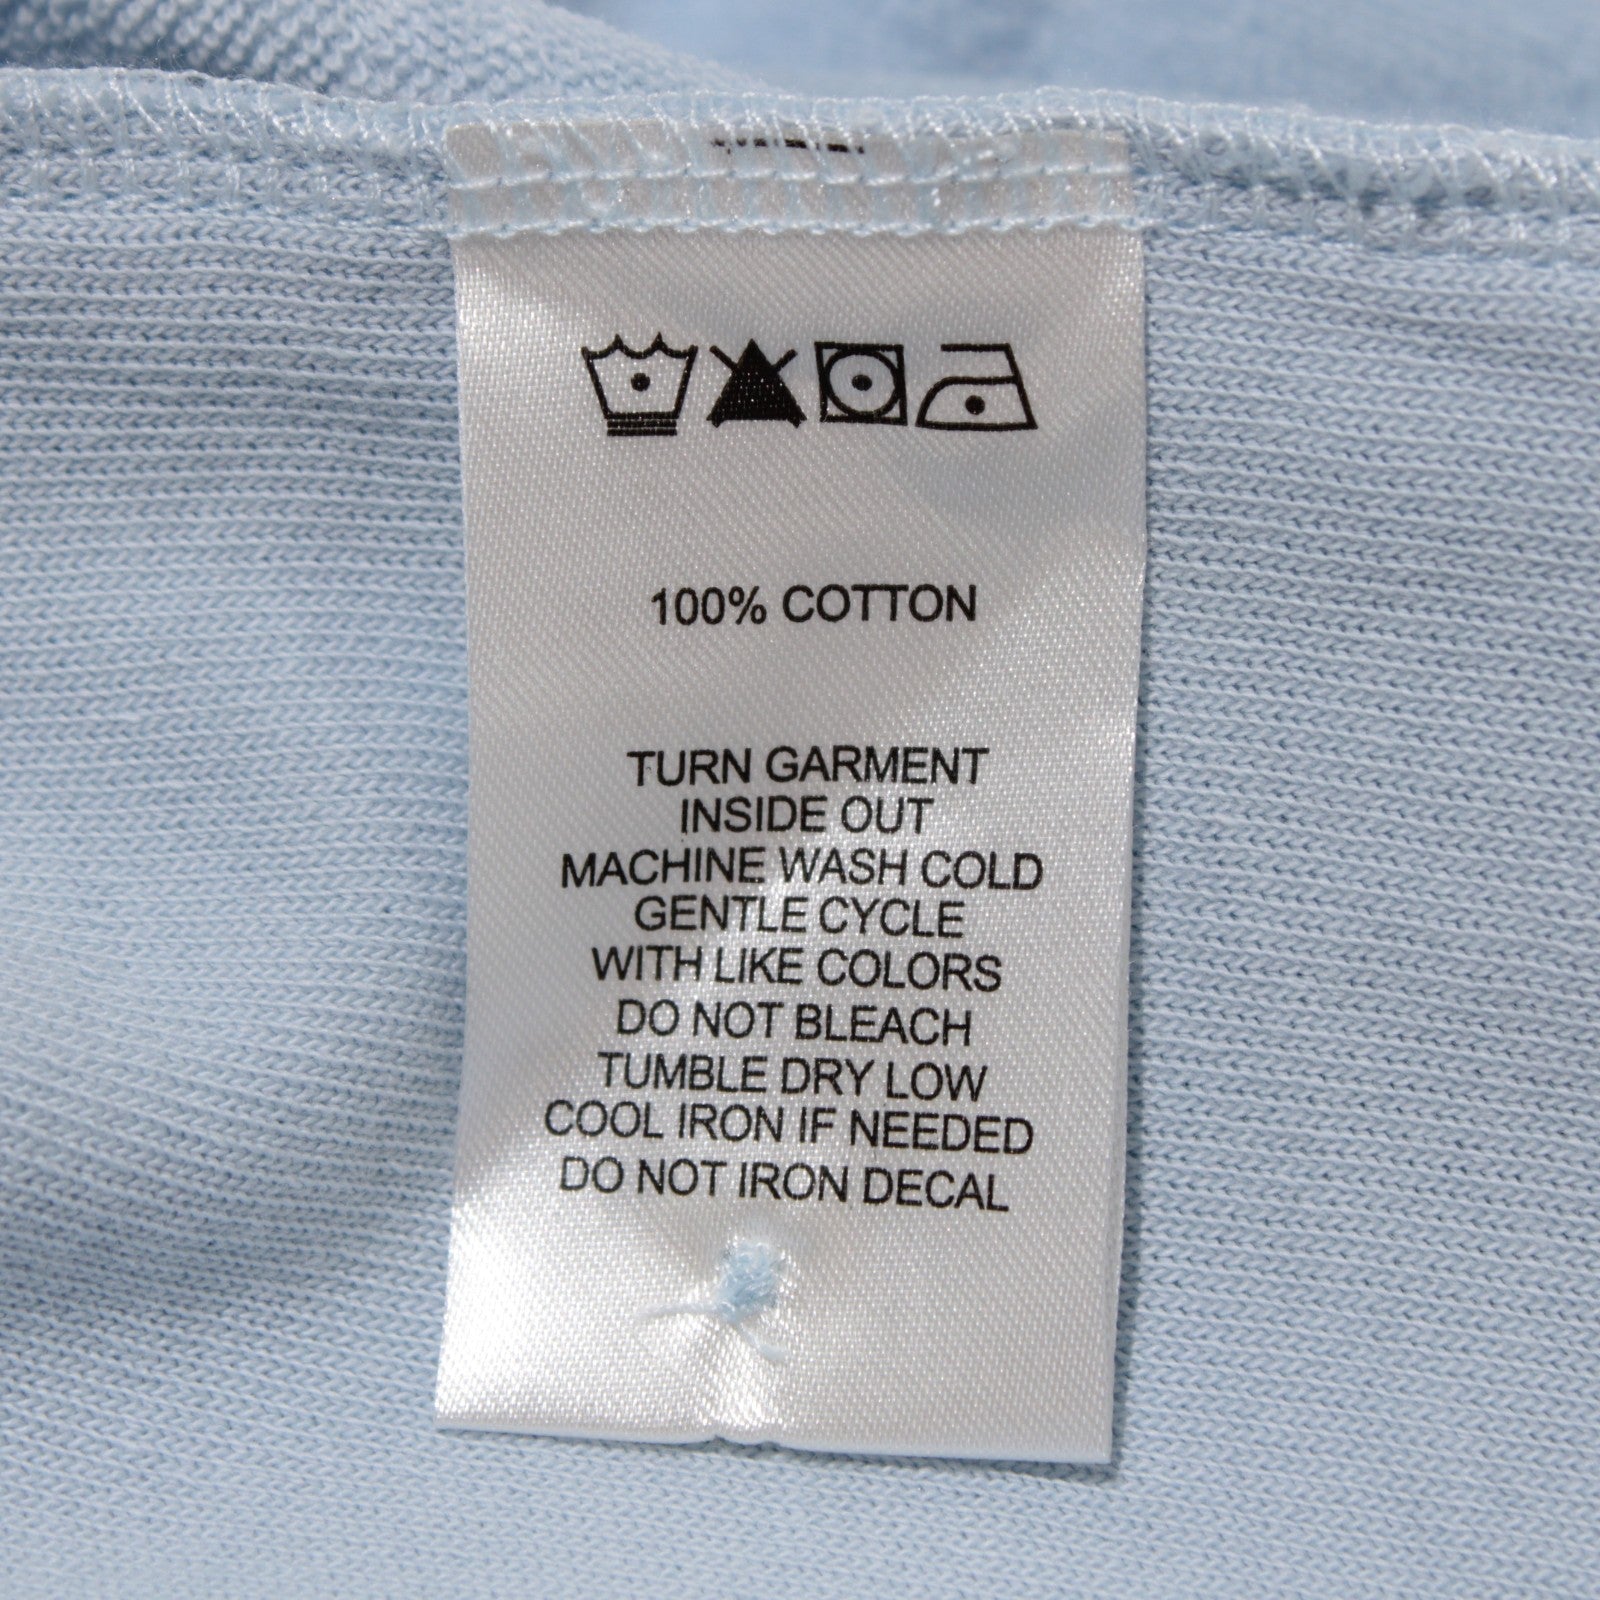 100% COTTON
TURN GARMENT
INSIDE OUT
MACHINE WASH COLD
GENTLE CYCLE
WITH LIKE COLORS
DO NOT BLEACH
TUMBLE DRY LOW
COOL IRON IF NEEDED
DO NOT IRON DECAL